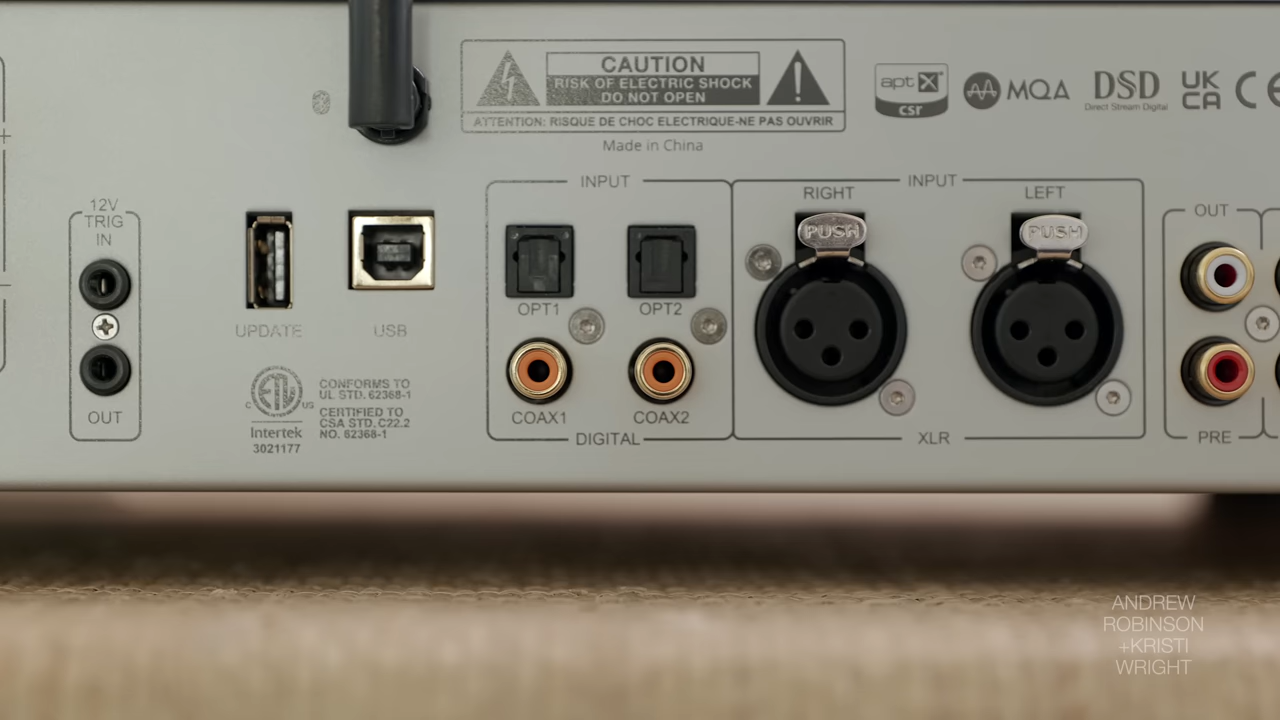 CAUTION
RISK OF ELECTRIC SHOCK
DO NOT OPEN
ATTENTION: RISQUE DE CHOC ELECTRIQUE-NE PAS OUVRIR
Made in China
aptX
csr
MQA
DSD
Direct Stream Digital
UK
CA
CE
12V
TRIG
IN
OUT
UPDATE
USB
C ETL US
Intertek
3021177
CONFORMS TO
UL STD. 62368-1
CERTIFIED TO
CSA STD. C22.2
NO. 62368-1
INPUT
OPT1
OPT2
COAX1
COAX2
DIGITAL
INPUT
RIGHT
LEFT
PUSH
PUSH
XLR
OUT
PRE
ANDREW
ROBINSON
+KRISTI
WRIGHT